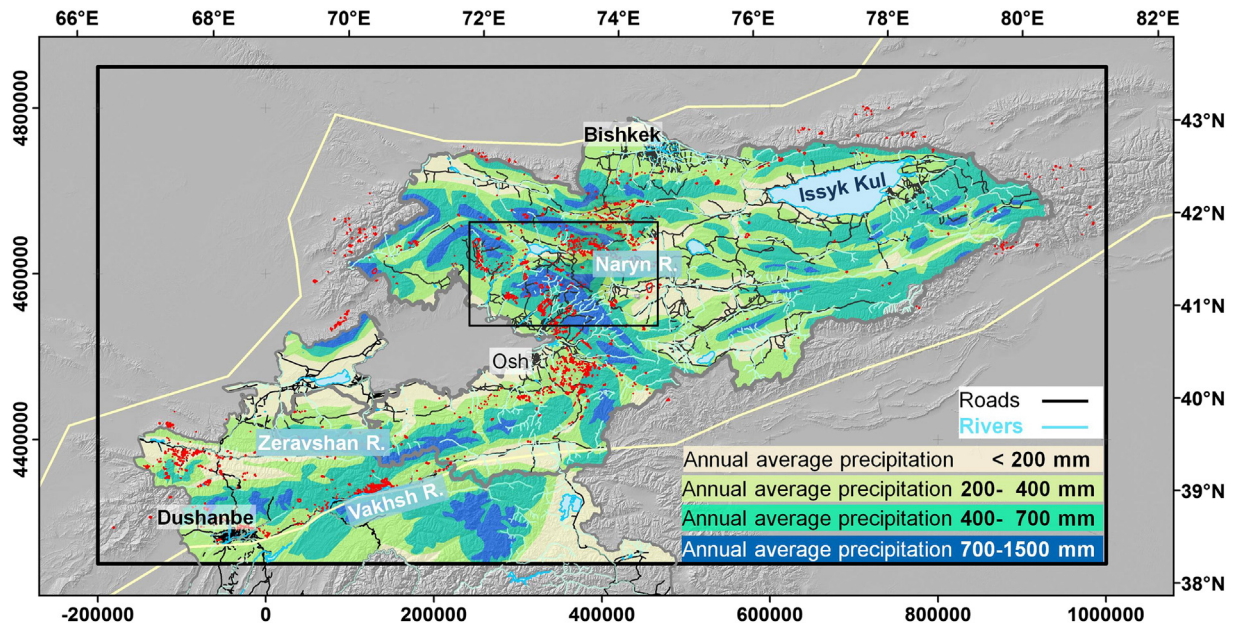 66°E 68°E 70°E 72°E 74°E 76°E 78°E 80°E 82°E
4800000
43°N
Bishkek
Issyk Kul
42°N
Naryn R.
4600000
41°N
Osh
40°N
Roads
Rivers
4400000
Zeravshan R.
Annual average precipitation < 200 mm
Annual average precipitation 200- 400 mm
39°N
Vakhsh R.
Dushanbe
Annual average precipitation 400- 700 mm
Annual average precipitation 700-1500 mm
38°N
-200000 0 200000 400000 600000 800000 1000000